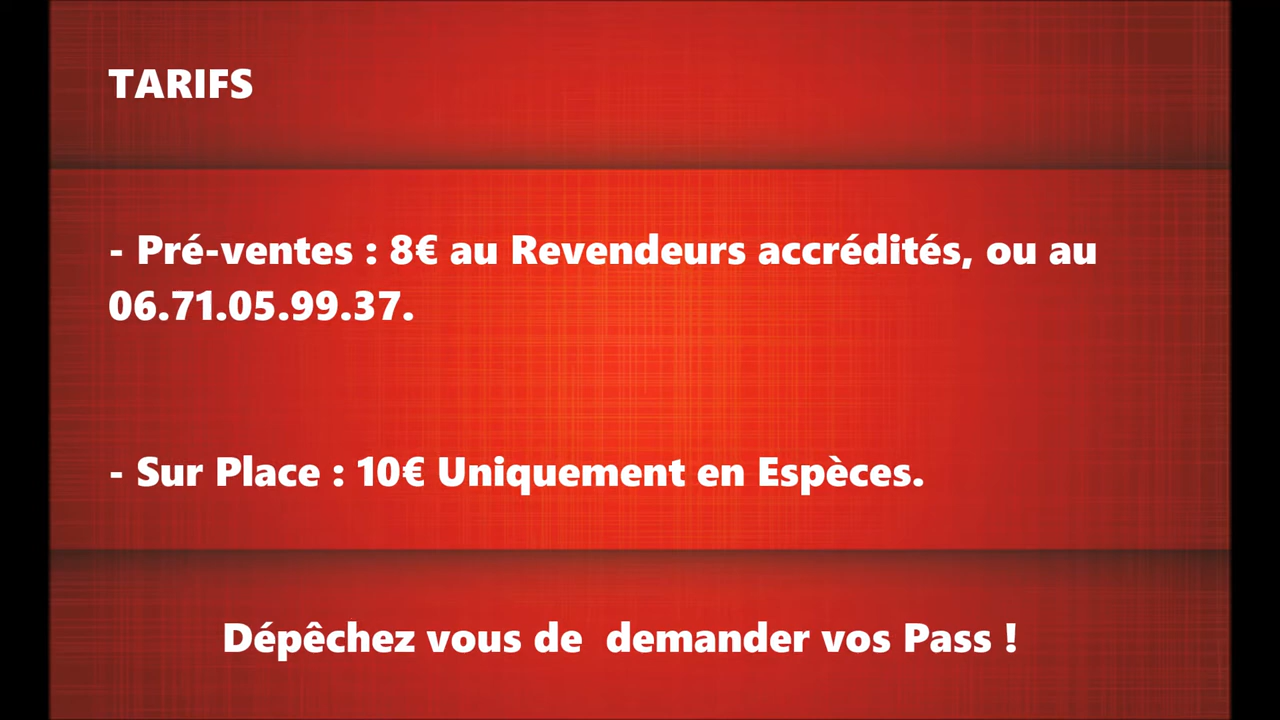 TARIFS
- Pré-ventes : 8€ au Revendeurs accrédités, ou au
06.71.05.99.37.
- Sur Place : 10€ Uniquement en Espèces.
Dépêchez vous de  demander vos Pass !